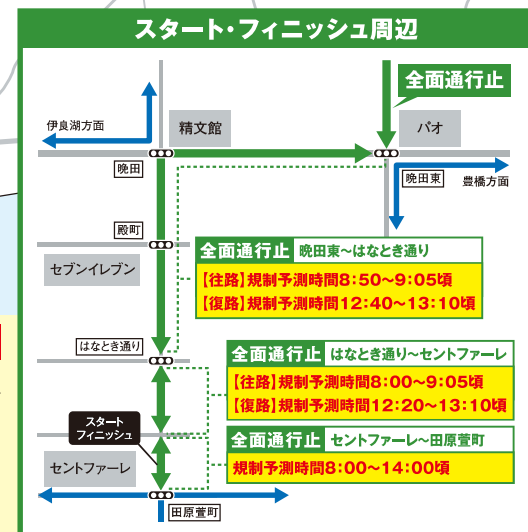 スタート・フィニッシュ周辺
全面通行止
伊良湖方面
精文館
パオ
晩田
晩田東
豊橋方面
殿町
全面通行止 晩田東～はなとき通り
【往路】規制予測時間8:50～9:05頃
【復路】規制予測時間12:40～13:10頃
セブンイレブン
はなとき通り
全面通行止 はなとき通り～セントファーレ
【往路】規制予測時間8:00～9:05頃
【復路】規制予測時間12:20～13:10頃
スタート
フィニッシュ
全面通行止 セントファーレ～田原萱町
規制予測時間8:00～14:00頃
セントファーレ
田原萱町